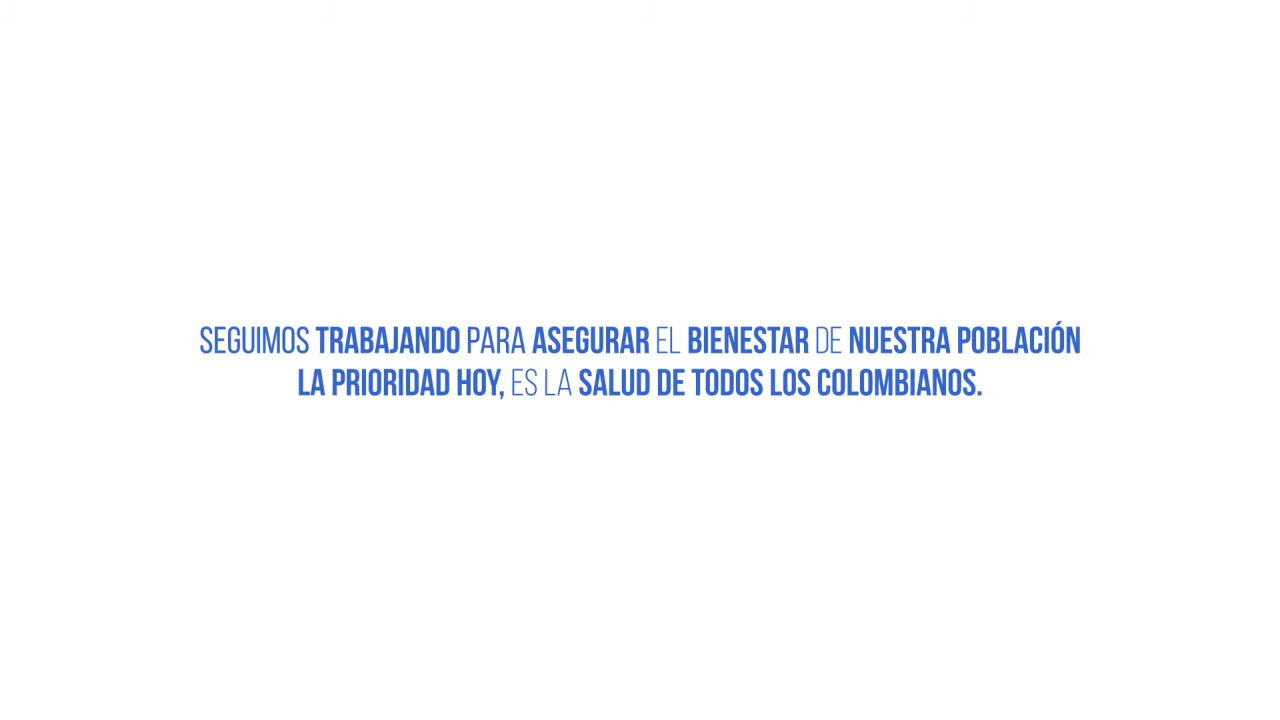 SEGUIMOS TRABAJANDO PARA ASEGURAR EL BIENESTAR DE NUESTRA POBLACIÓN
LA PRIORIDAD HOY, ES LA SALUD DE TODOS LOS COLOMBIANOS.